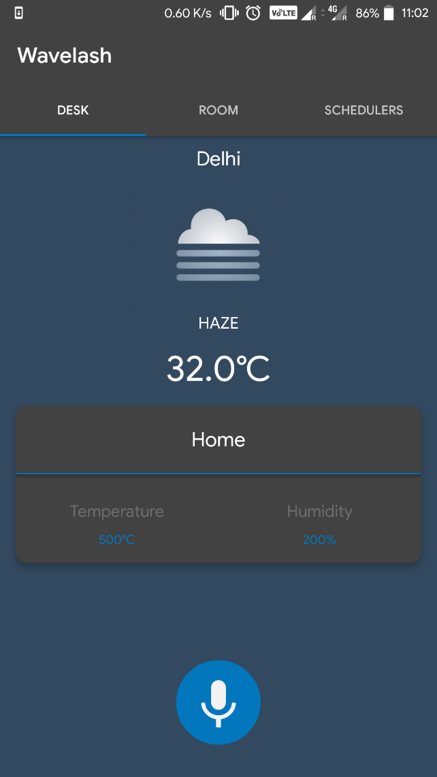 0.60 K/s VoLTE R 4G R 86% 11:02
Wavelash
DESK ROOM SCHEDULERS
Delhi
HAZE
32.0°C
Home
Temperature Humidity
500°C 200%